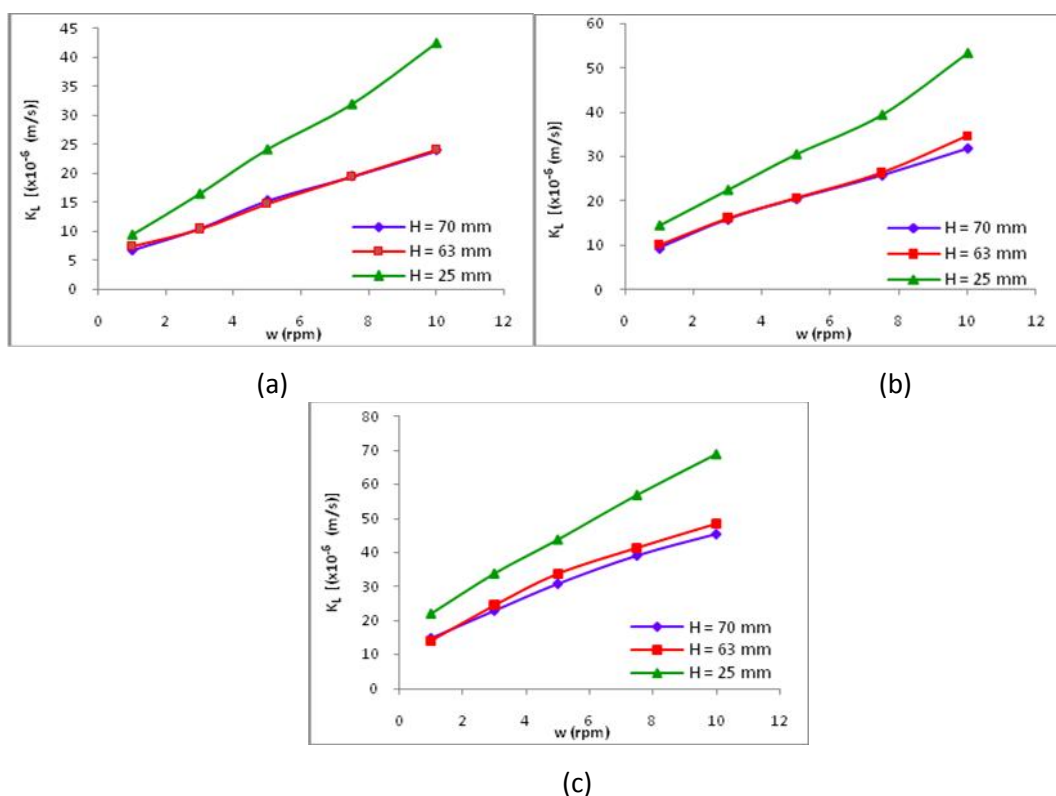 45
40
35
30
25
20
15
10
5
0
K_L [(x10^-6 (m/s)]
H = 70 mm
H = 63 mm
H = 25 mm
0 2 4 6 8 10 12
w (rpm)
(a)
60
50
40
30
20
10
0
K_L [(x10^-6 (m/s)]
H = 70 mm
H = 63 mm
H = 25 mm
0 2 4 6 8 10 12
w (rpm)
(b)
80
70
60
50
40
30
20
10
0
K_L [(x10^-6 (m/s)]
H = 70 mm
H = 63 mm
H = 25 mm
0 2 4 6 8 10 12
w (rpm)
(c)